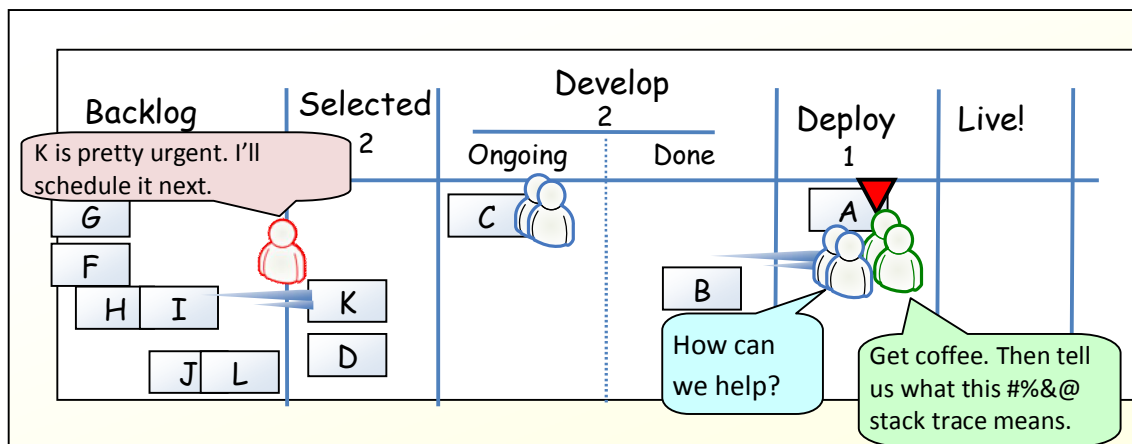 Backlog
Selected
2
Develop
2
Ongoing
Done
Deploy
1
Live!
K is pretty urgent. I'll
schedule it next.
G
F
H
I
J
L
K
D
C
B
A
How can
we help?
Get coffee. Then tell
us what this #%&@
stack trace means.